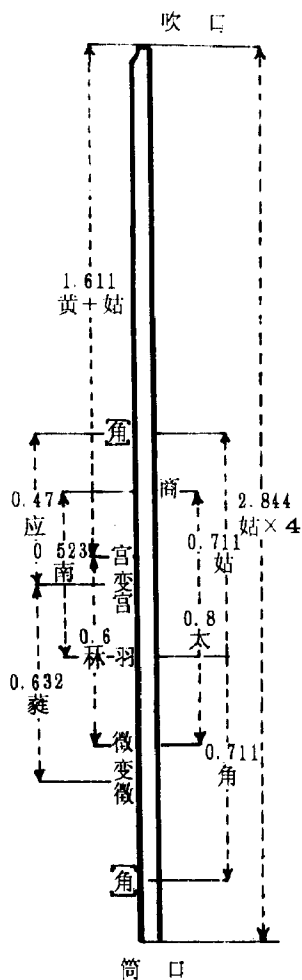 吹口
1.611
黄＋姑
[角]
0.47
应
商
2.844
姑×4
0.711
姑
0 523
南
宫
变
宫
0.6
林
羽
0.8
太
0.632
蕤
徵
变
徵
0.711
角
[角]
筒口